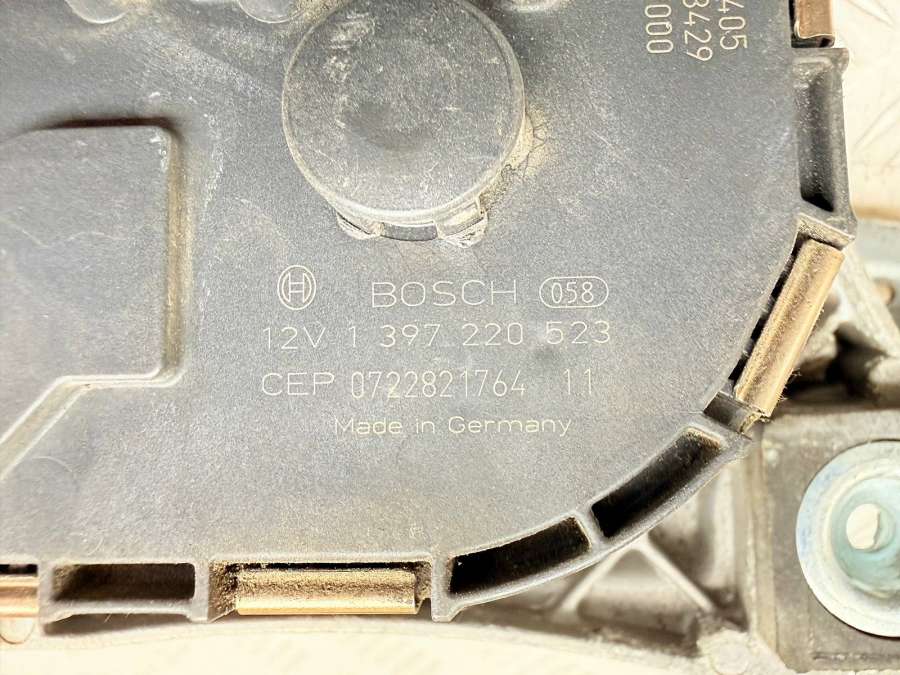 405
3429
000
BOSCH 058
12V 1 397 220 523
CEP 0722821764 11
Made in Germany